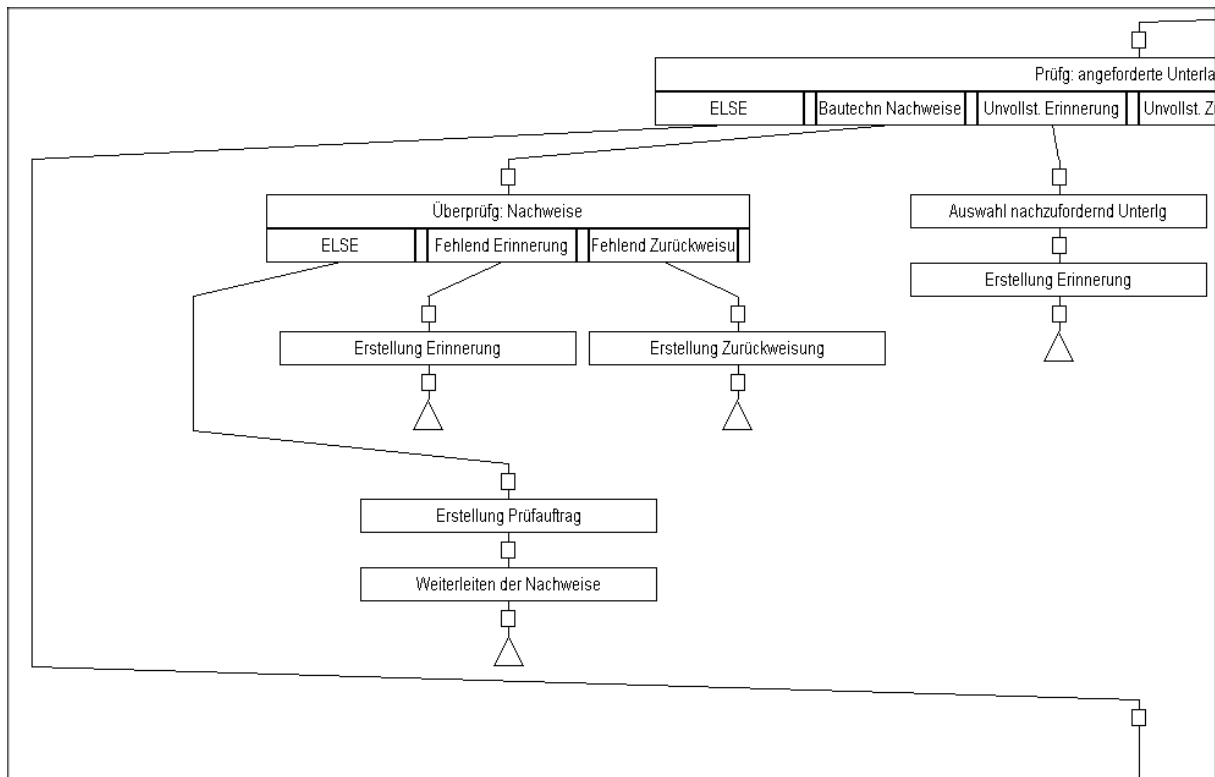 Prüfg: angeforderte Unterla
ELSE
Bautechn Nachweise
Unvollst. Erinnerung
Unvollst. Z
Überprüfg: Nachweise
Auswahl nachzufordernd Unterlg
ELSE
Fehlend Erinnerung
Fehlend Zurückweisu
Erstellung Erinnerung
Erstellung Erinnerung
Erstellung Zurückweisung
Erstellung Prüfauftrag
Weiterleiten der Nachweise